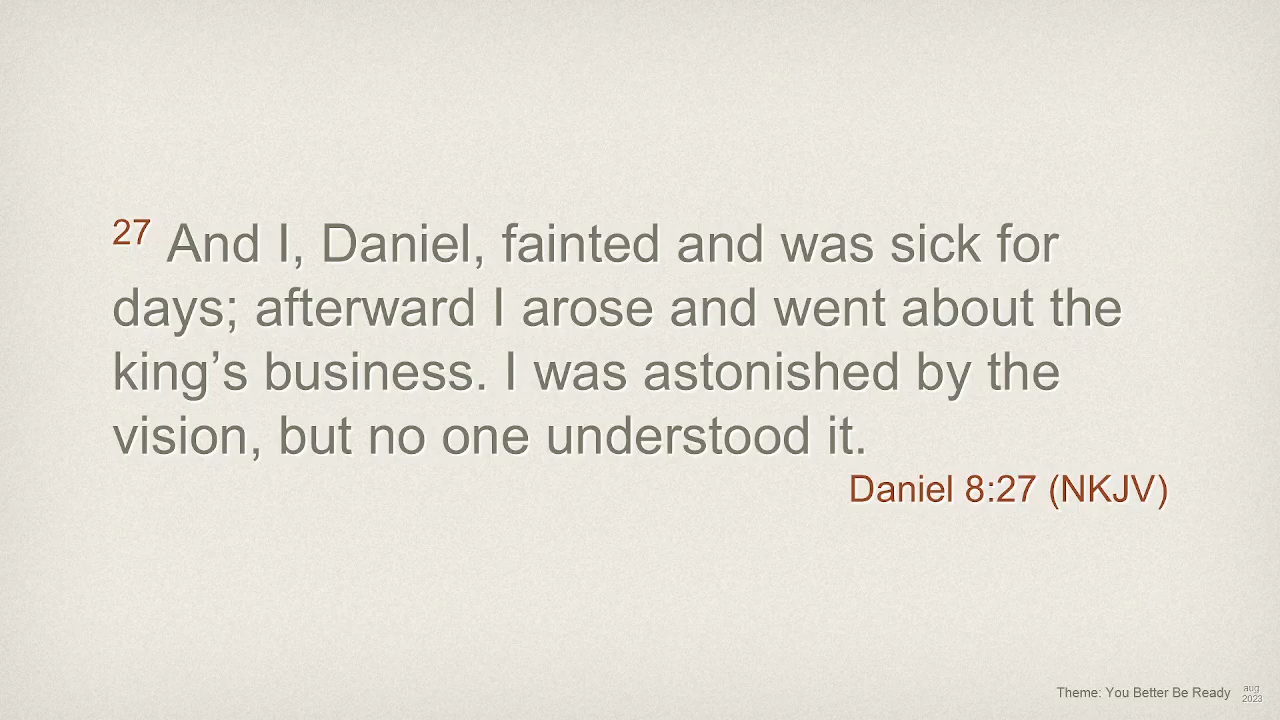 27 And I, Daniel, fainted and was sick for
days; afterward I arose and went about the
king’s business. I was astonished by the
vision, but no one understood it.
Daniel 8:27 (NKJV)
Theme: You Better Be Ready
aug
2023